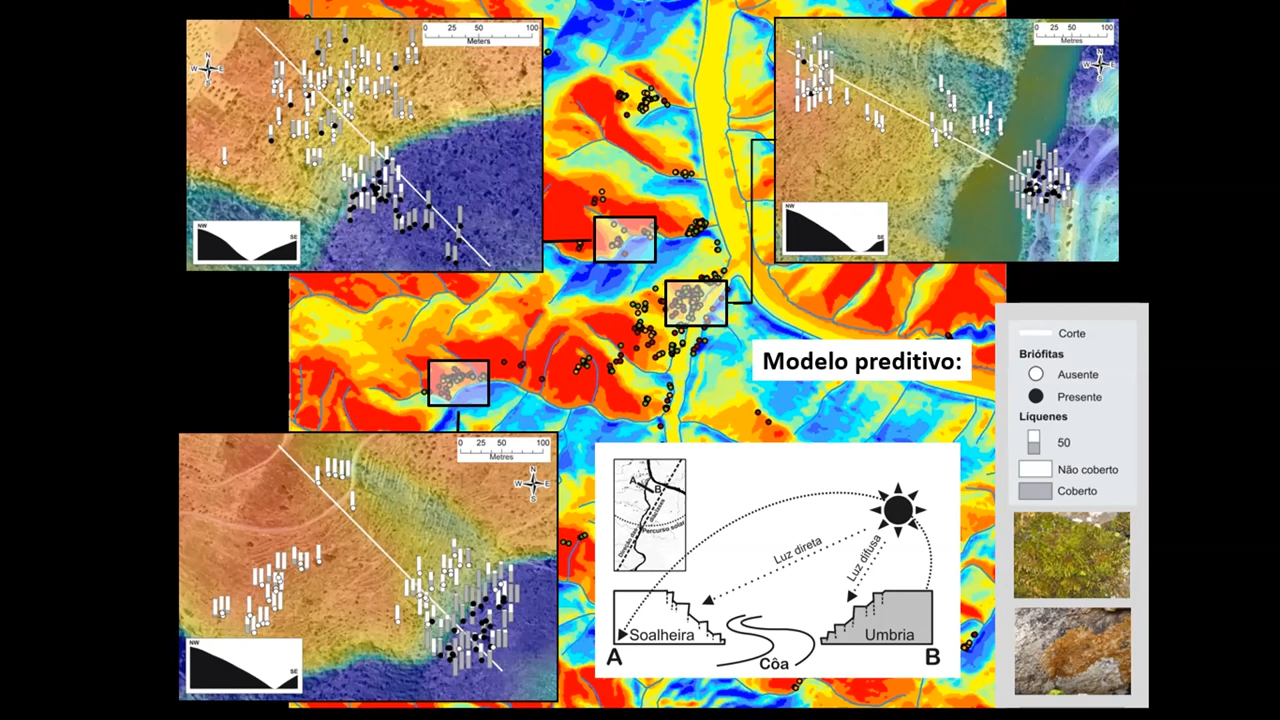 0 25 50 100
Meters
N
W E
S
NW
SE
0 25 50 100
Metres
N
W E
S
NW
SE
Modelo preditivo:
0 25 50 100
Metres
N
W E
S
NW
SE
A
B
Percurso solar
Luz direta
Luz difusa
Soalheira
Umbria
A
Côa
B
Corte
Briófitas
Ausente
Presente
Líquenes
50
Não coberto
Coberto